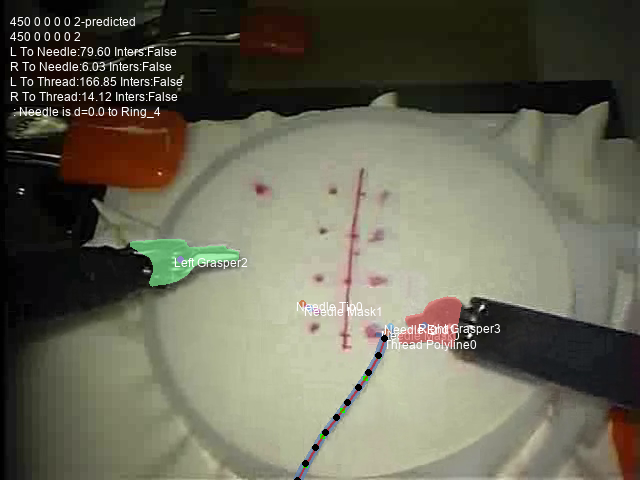 450 0 0 0 0 2-predicted
450 0 0 0 0 2
L To Needle:79.60 Inters:False
R To Needle:6.03 Inters:False
L To Thread:166.85 Inters:False
R To Thread:14.12 Inters:False
: Needle is d=0.0 to Ring_4
Left Grasper2
Needle Tip0
Needle Mask1
Right Grasper3
Thread Polyline0